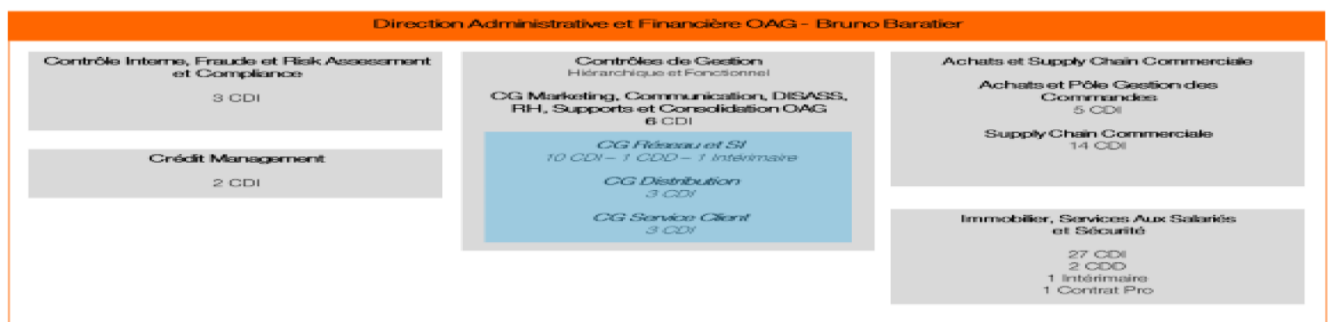 Direction Administrative et Financière OAG - Bruno Baratier
Contrôle Interne, Fraude et Risk Assessment
et Compliance
3 CDI
Crédit Management
2 CDI
Contrôles de Gestion
Hiérarchique et Fonctionnel
CG Marketing, Communication, DISASS,
RH, Supports et Consolidation OAG
6 CDI
CG Réseau et SI
10 CDI – 1 CDD – 1 Intérimaire
CG Distribution
3 CDI
CG Service Client
3 CDI
Achats et Supply Chain Commerciale
Achats et Pôle Gestion des
Commandes
5 CDI
Supply Chain Commerciale
14 CDI
Immobilier, Services Aux Salariés
et Sécurité
27 CDI
2 CDD
1 Intérimaire
1 Contrat Pro